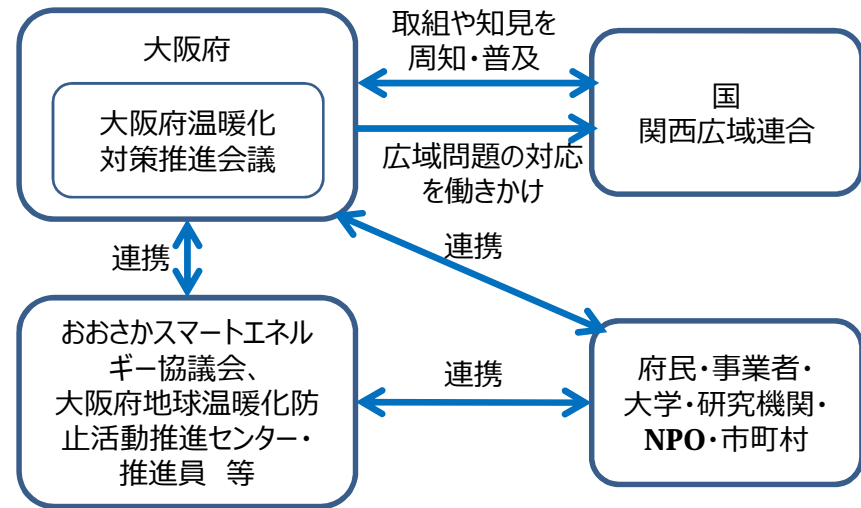 大阪府
大阪府温暖化
対策推進会議
取組や知見を
周知・普及
広域問題の対応
を働きかけ
国
関西広域連合
連携
連携
おおさかスマートエネル
ギー協議会、
大阪府地球温暖化防
止活動推進センター・
推進員 等
連携
府民・事業者・
大学・研究機関・
NPO・市町村